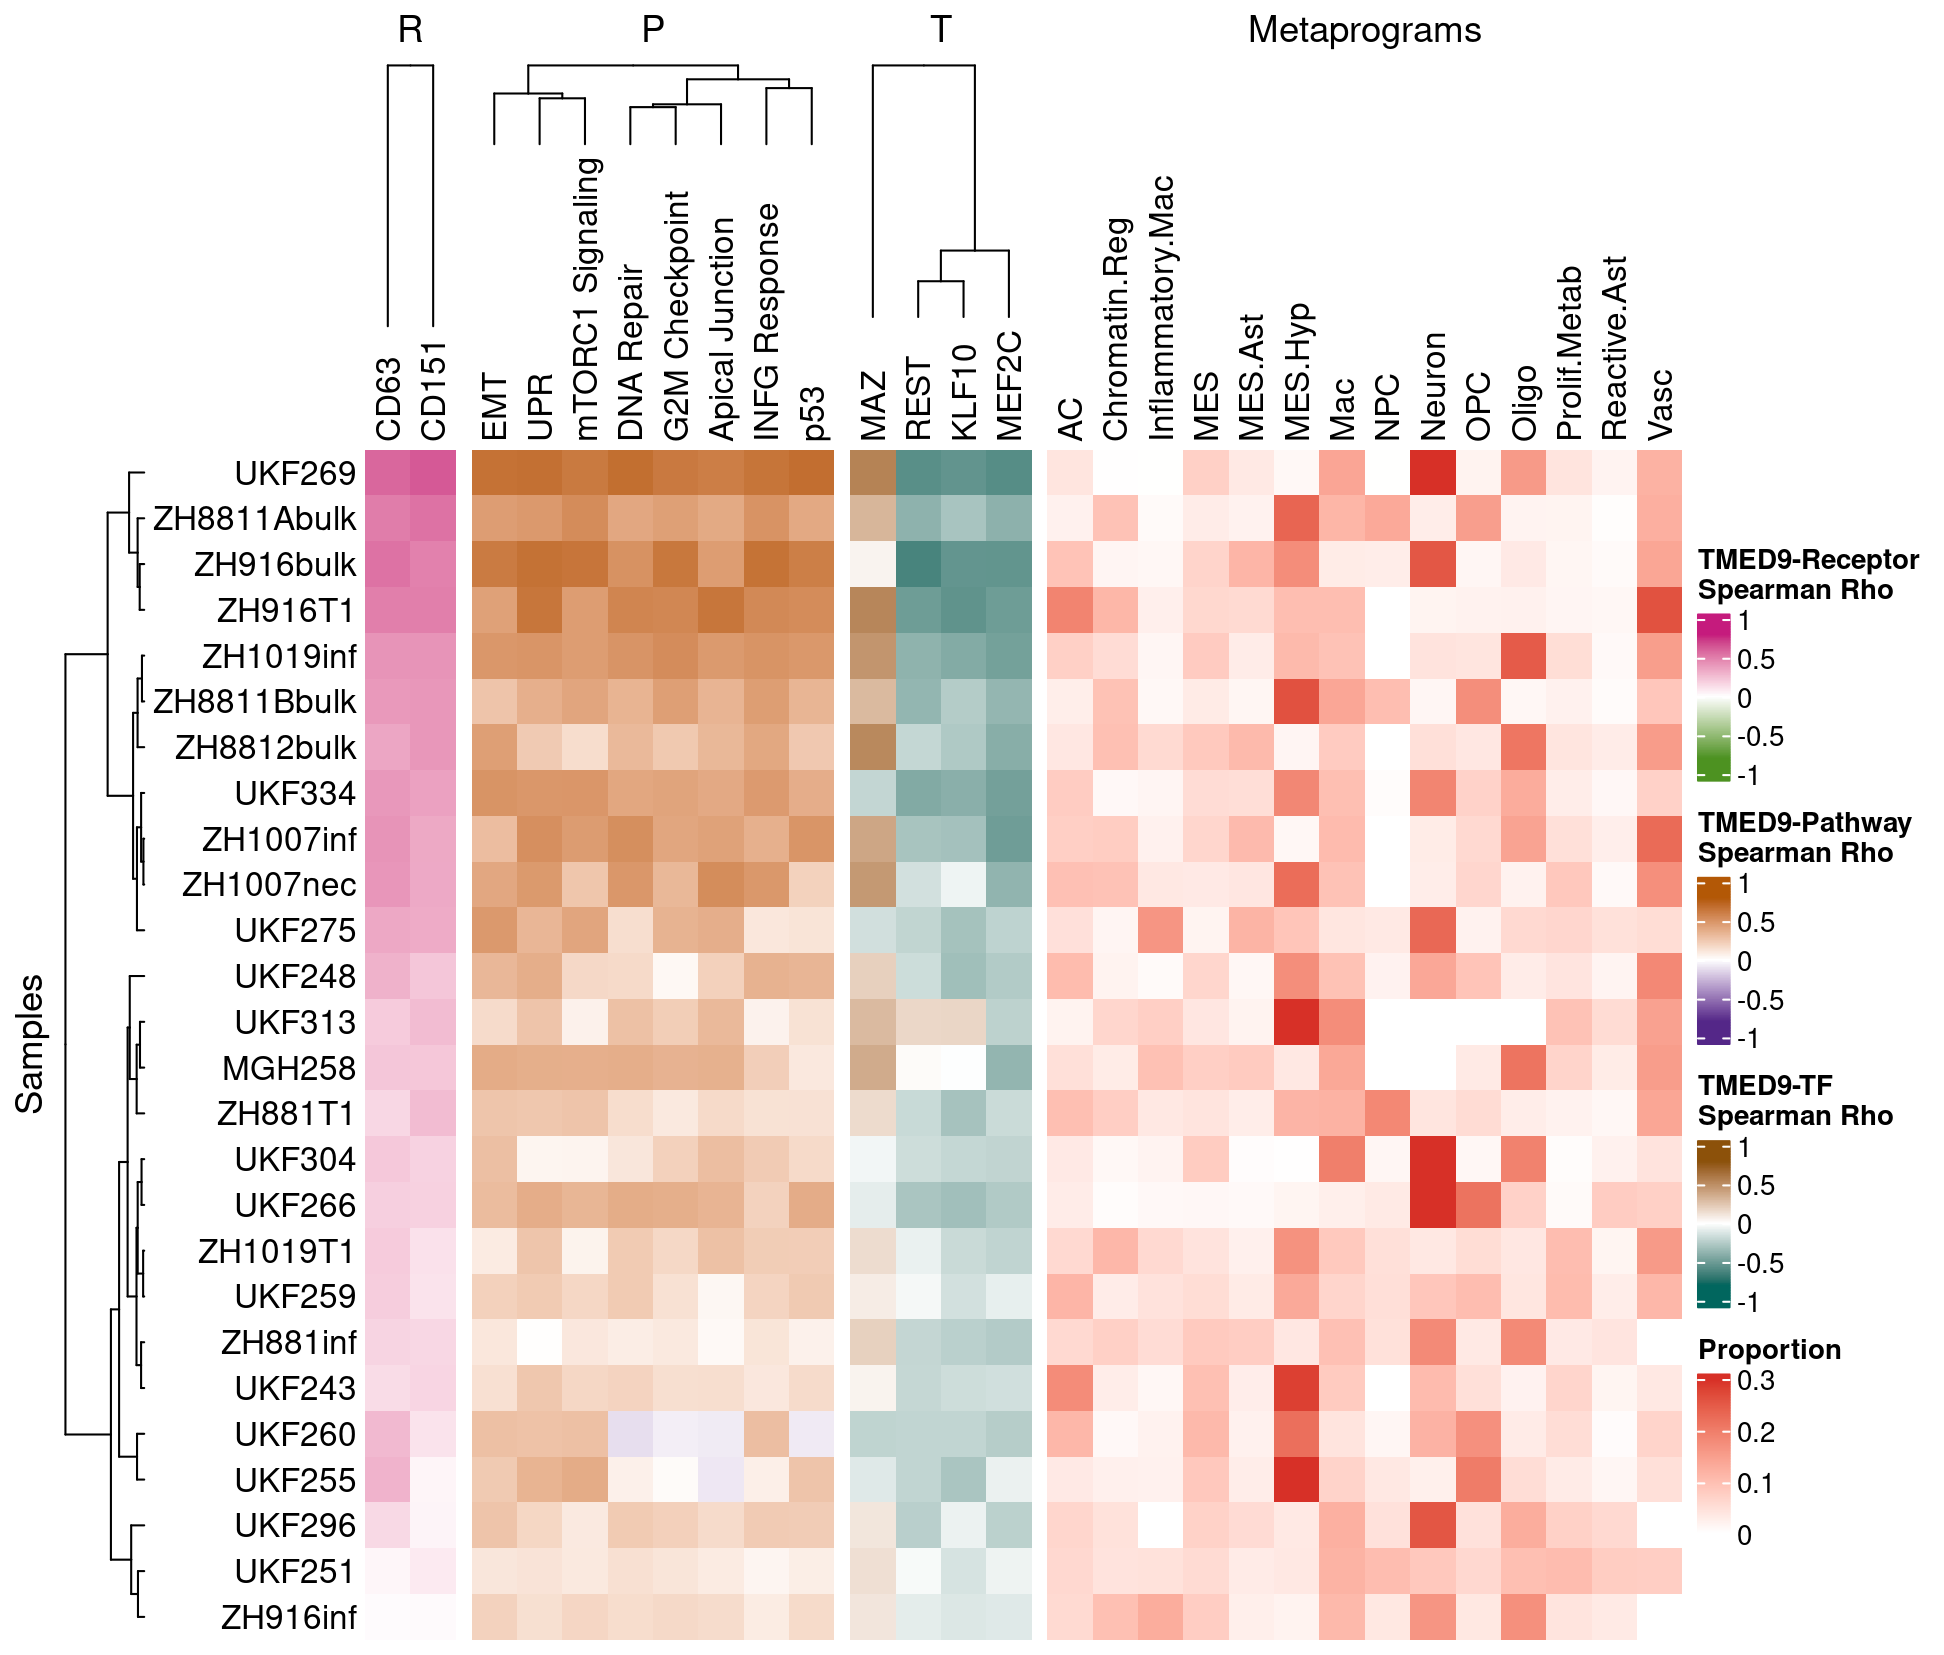 R P T Metaprograms
CD63 CD151 EMT UPR mTORC1 Signaling DNA Repair G2M Checkpoint Apical Junction INFG Response p53 MAZ REST KLF10 MEF2C AC Chromatin.Reg Inflammatory.Mac MES MES.Ast MES.Hyp Mac NPC Neuron OPC Oligo Prolif.Metab Reactive.Ast Vasc
Samples
UKF269
ZH8811Abulk
ZH916bulk
ZH916T1
ZH1019inf
ZH8811Bbulk
ZH8812bulk
UKF334
ZH1007inf
ZH1007nec
UKF275
UKF248
UKF313
MGH258
ZH881T1
UKF304
UKF266
ZH1019T1
UKF259
ZH881inf
UKF243
UKF260
UKF255
UKF296
UKF251
ZH916inf
TMED9-Receptor
Spearman Rho
1
0.5
0
-0.5
-1
TMED9-Pathway
Spearman Rho
1
0.5
0
-0.5
-1
TMED9-TF
Spearman Rho
1
0.5
0
-0.5
-1
Proportion
0.3
0.2
0.1
0